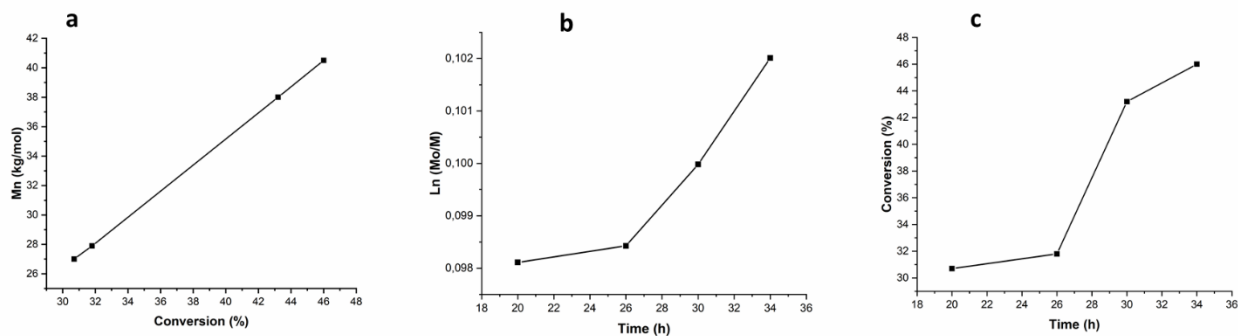 a
42
40
38
36
34
32
30
28
26
Mn (kg/mol)
30 32 34 36 38 40 42 44 46 48
Conversion (%)
b
0,102
0,101
0,100
0,099
0,098
Ln (Mo/M)
18 20 22 24 26 28 30 32 34 36
Time (h)
c
48
46
44
42
40
38
36
34
32
30
Conversion (%)
18 20 22 24 26 28 30 32 34 36
Time (h)